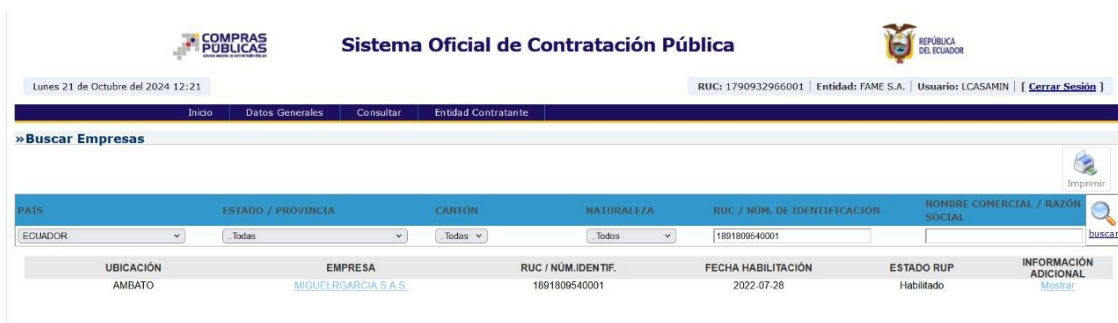 COMPRAS PÚBLICAS
Sistema Oficial de Contratación Pública
REPÚBLICA DEL ECUADOR
Lunes 21 de Octubre del 2024 12:21
RUC: 1790932966001 | Entidad: FAME S.A. | Usuario: LCASAMIN | [ Cerrar Sesión ]
Inicio Datos Generales Consultar Entidad Contratante
»Buscar Empresas
Imprimir
PAÍS ESTADO / PROVINCIA CANTÓN NATURALEZA RUC / NÚM. DE IDENTIFICACIÓN NOMBRE COMERCIAL / RAZÓN SOCIAL
ECUADOR ..Todas ..Todas ..Todos 1891809540001 buscar
UBICACIÓN EMPRESA RUC / NÚM.IDENTIF. FECHA HABILITACIÓN ESTADO RUP INFORMACIÓN ADICIONAL
AMBATO MIGUELRGARCIA S.A.S. 1891809540001 2022-07-28 Habilitado Mostrar